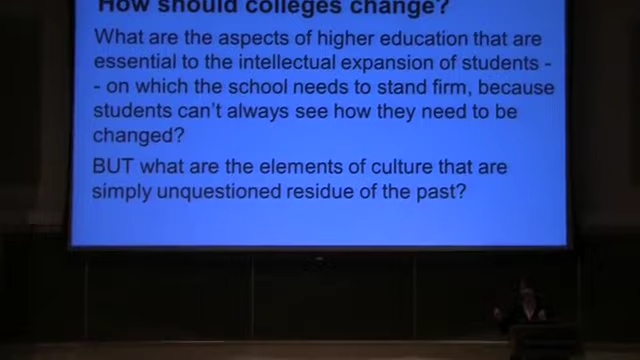 How should colleges change?
What are the aspects of higher education that are
essential to the intellectual expansion of students -
- on which the school needs to stand firm, because
students can't always see how they need to be
changed?
BUT what are the elements of culture that are
simply unquestioned residue of the past?